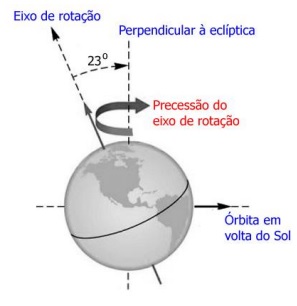 Eixo de rotação
Perpendicular à eclíptica
23°
Precessão do
eixo de rotação
Órbita em
volta do Sol